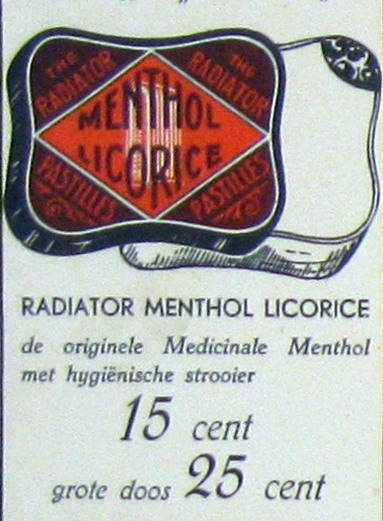 THE RADIATOR
THE RADIATOR
MENTHOL
LICORICE
PASTILLES
PASTILLES
RADIATOR MENTHOL LICORICE
de originele Medicinale Menthol
met hygiënische strooier
15 cent
grote doos 25 cent